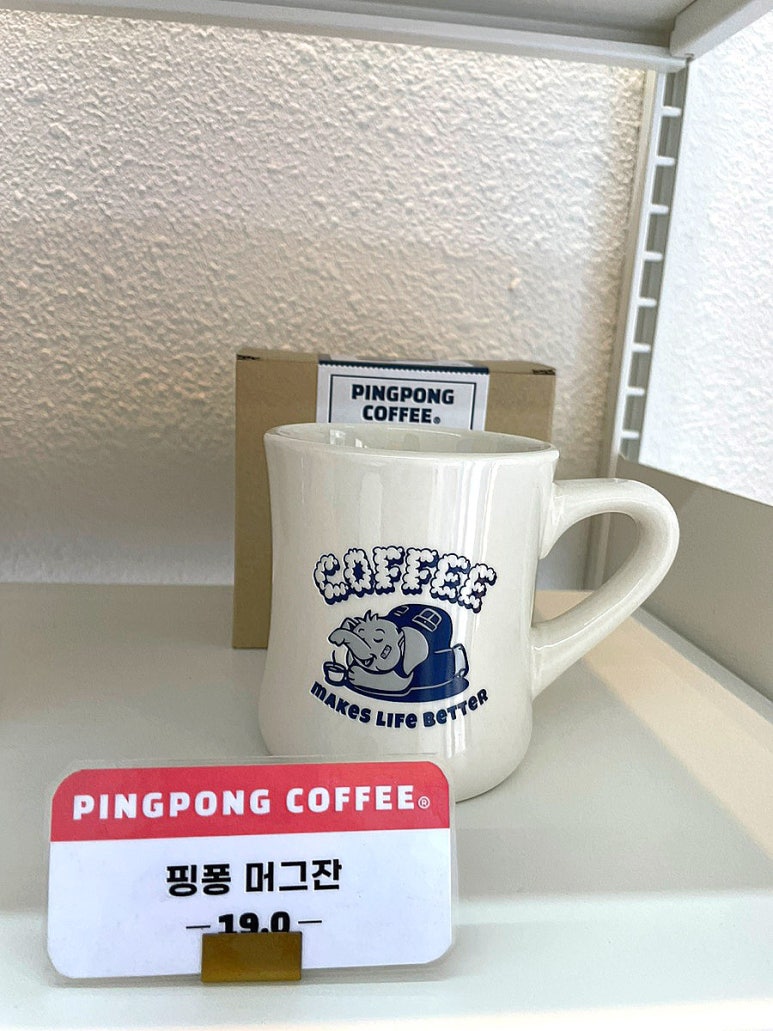 PINGPONG
COFFEE®
COFFEE
MAKES LIFE BETTER
PINGPONG COFFEE®
핑퐁 머그잔
—19.0—